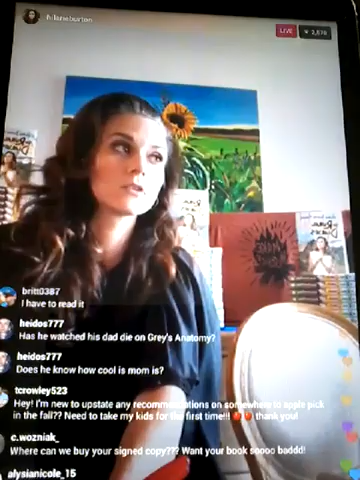 hilarieburton
LIVE
2,870
britt0387
I have to read it
heidos777
Has he watched his dad die on Grey's Anatomy?
heidos777
Does he know how cool is mom is?
tcrowley523
Hey! I'm new to upstate any recommendations on somewhere to apple pick
in the fall?? Need to take my kids for the first time!!! 🍎🍎 thank you!
c.wozniak_
Where can we buy your signed copy??? Want your book soooo baddd!
alysianicole_15